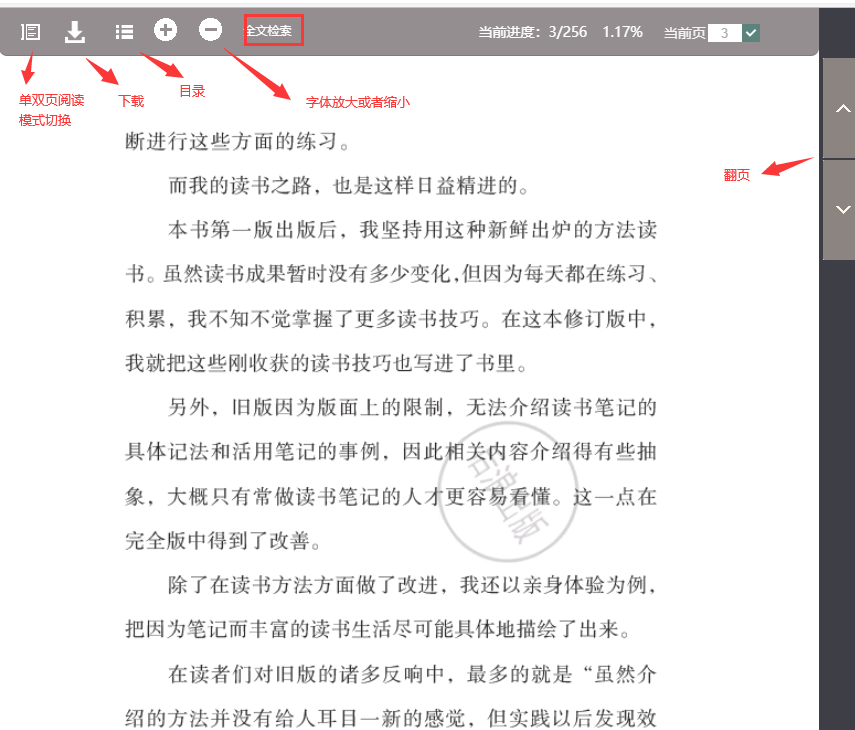 全文检索 当前进度：3/256 1.17% 当前页 3
单双页阅读
模式切换
下载
目录
字体放大或者缩小
翻页
断进行这些方面的练习。
而我的读书之路，也是这样日益精进的。
本书第一版出版后，我坚持用这种新鲜出炉的方法读
书。虽然读书成果暂时没有多少变化，但因为每天都在练习、
积累，我不知不觉掌握了更多读书技巧。在这本修订版中，
我就把这些刚收获的读书技巧也写进了书里。
另外，旧版因为版面上的限制，无法介绍读书笔记的
具体记法和活用笔记的事例，因此相关内容介绍得有些抽
象，大概只有常做读书笔记的人才更容易看懂。这一点在
完全版中得到了改善。
除了在读书方法方面做了改进，我还以亲身体验为例，
把因为笔记而丰富的读书生活尽可能具体地描绘了出来。
在读者们对旧版的诸多反响中，最多的就是“虽然介
绍的方法并没有给人耳目一新的感觉，但实践以后发现效
后浪出版